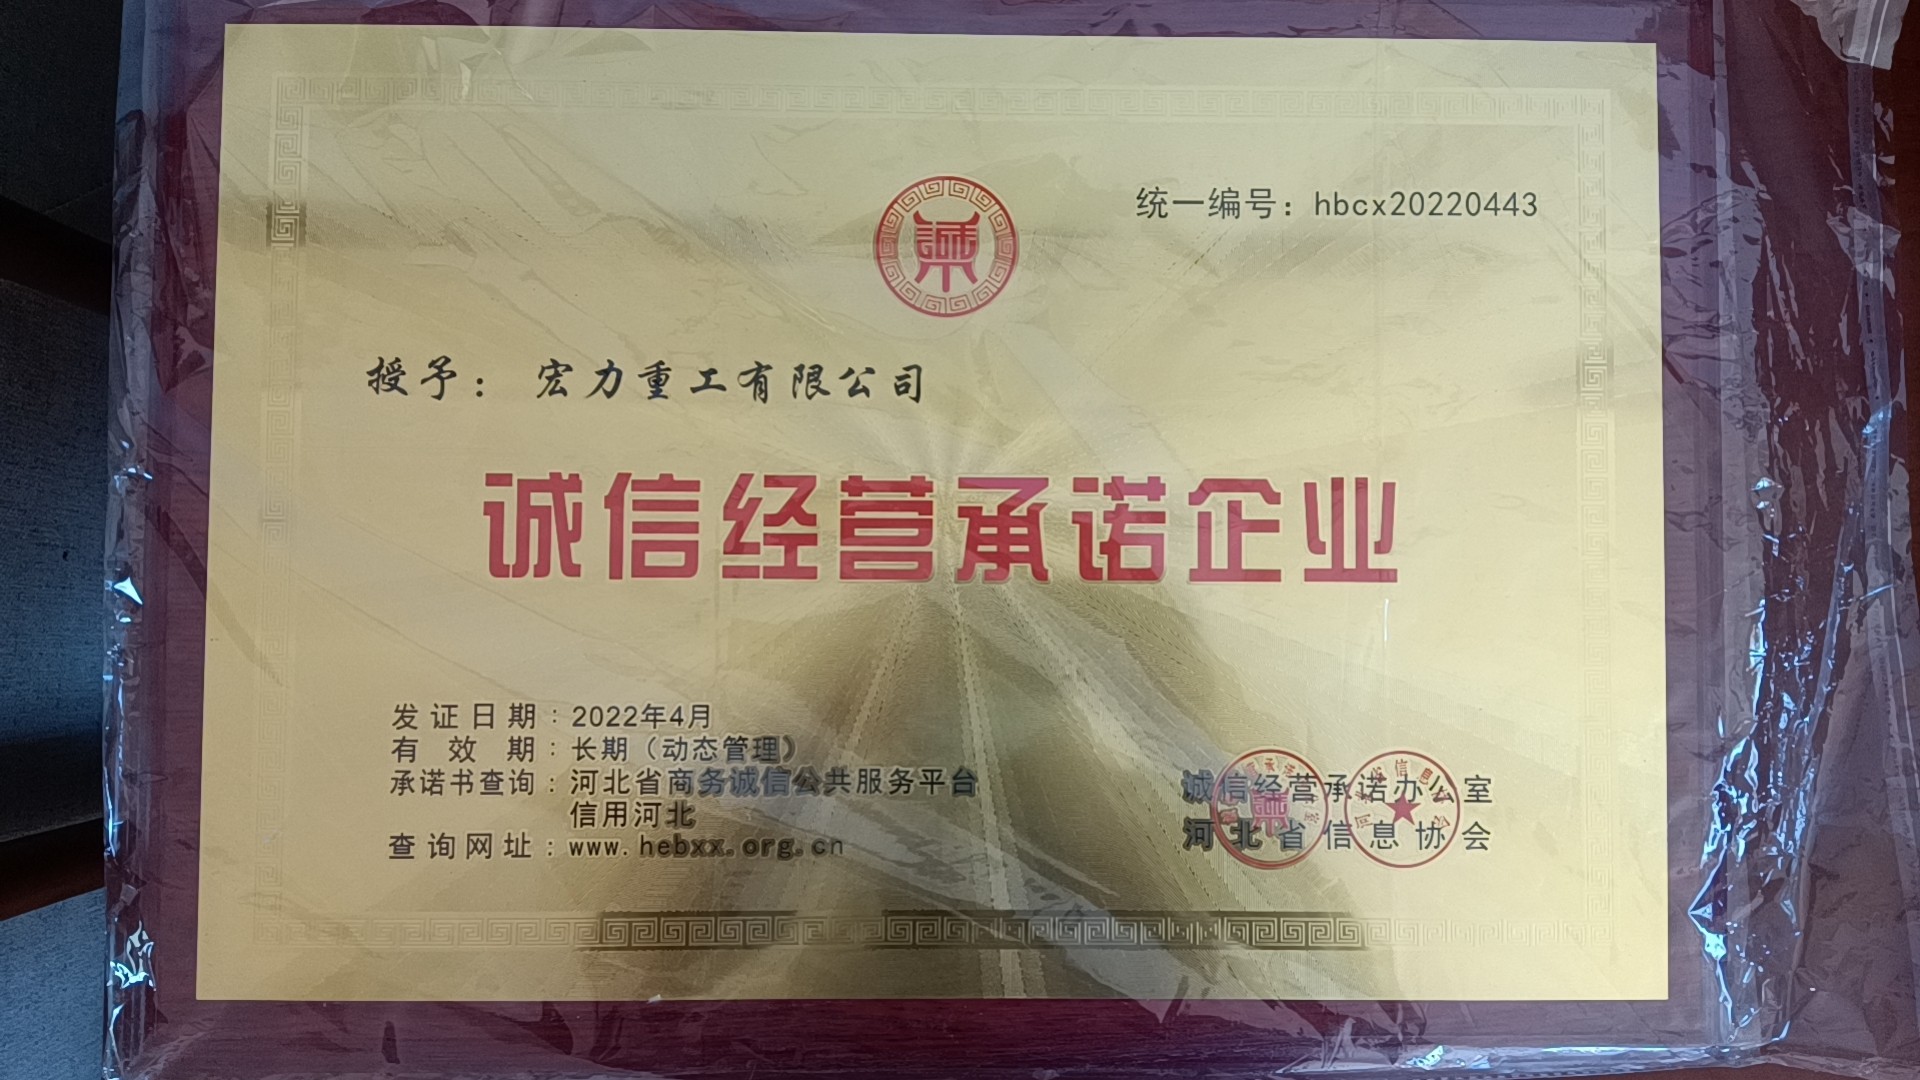 統一编号：hbcx20220443
誠
授予： 宏力重工有限公司
诚信经营承诺企业
发证日期：2022年4月
有效期：长期（动态管理）
承诺书查询：河北省商务诚信公共服务平台
信用河北
查询网址：www.hebxx.org.cn
诚信经营承诺办公室
河北省信息协会